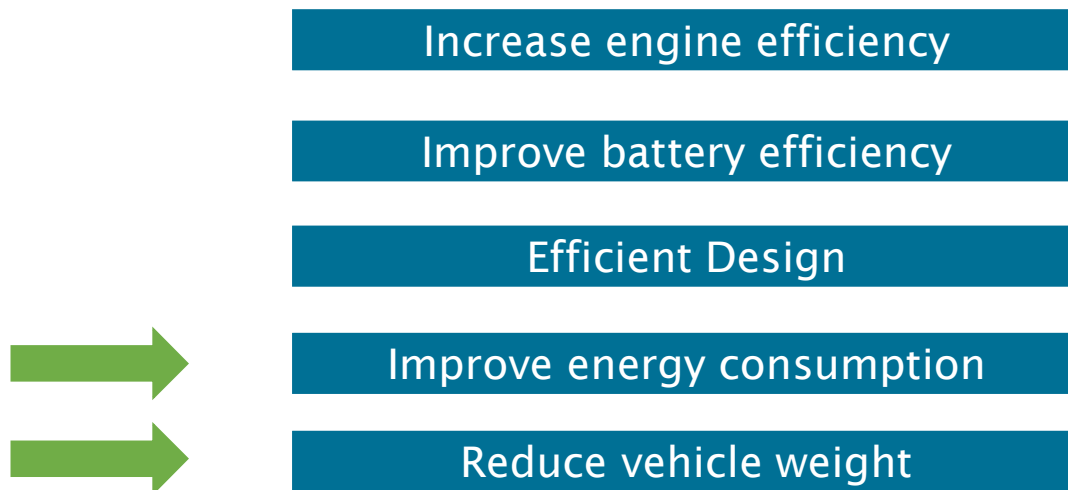 Increase engine efficiency
Improve battery efficiency
Efficient Design
Improve energy consumption
Reduce vehicle weight